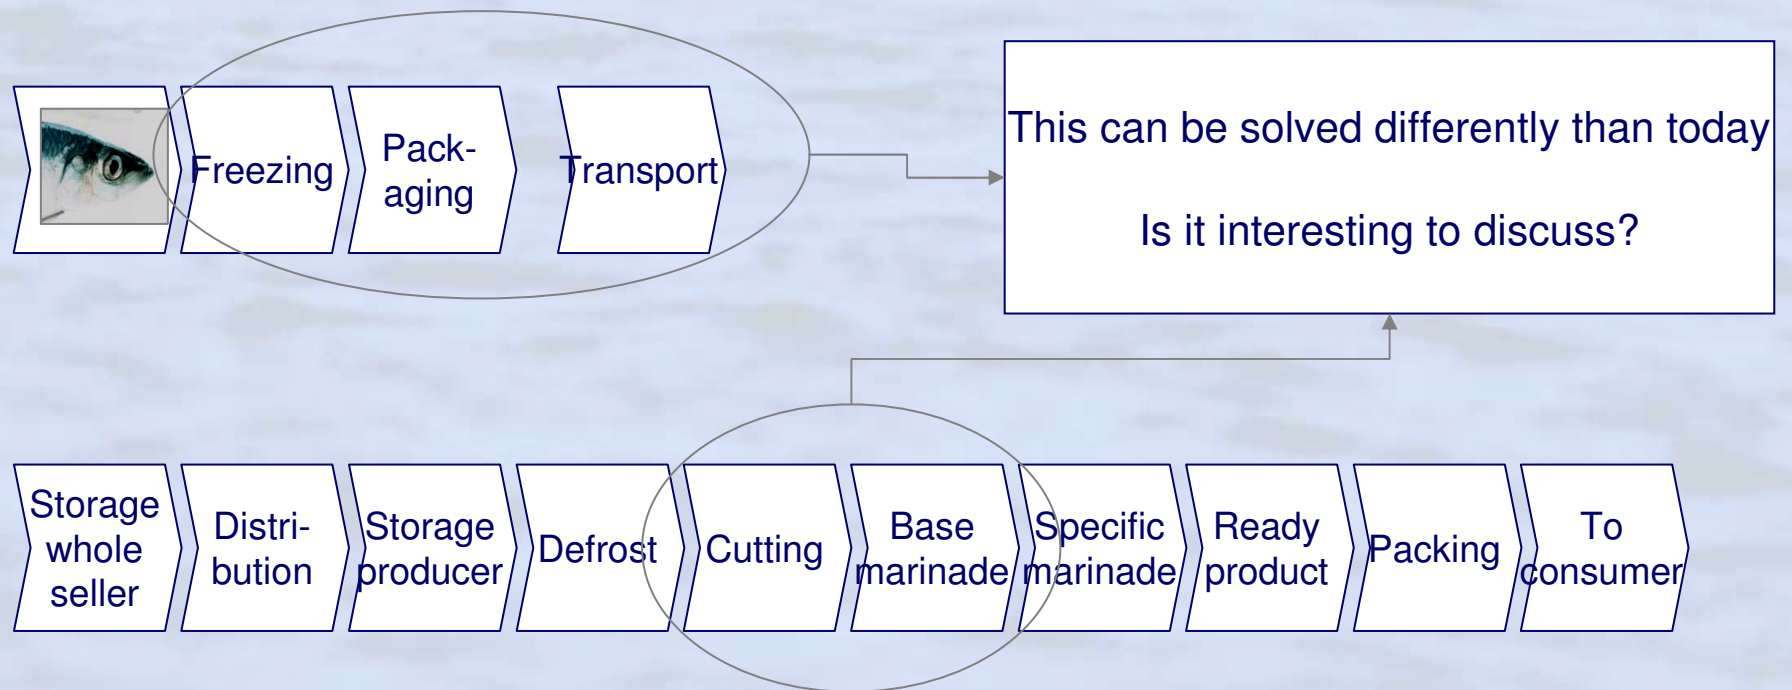 Freezing
Pack-
aging
Transport
This can be solved differently than today
Is it interesting to discuss?
Storage
whole
seller
Distri-
bution
Storage
producer
Defrost
Cutting
Base
marinade
Specific
marinade
Ready
product
Packing
To
consumer